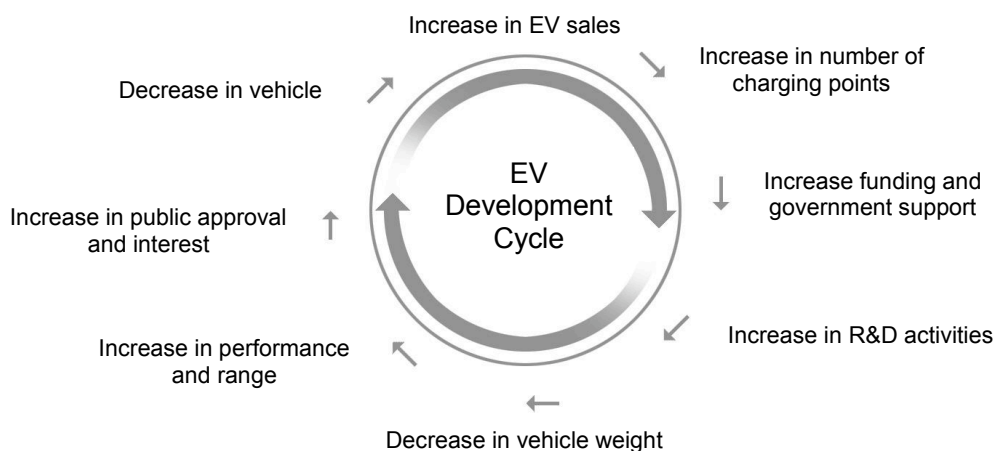 Increase in EV sales
Increase in number of
charging points
Increase funding and
government support
Increase in R&D activities
Decrease in vehicle weight
Increase in performance
and range
Increase in public approval
and interest
Decrease in vehicle
EV
Development
Cycle